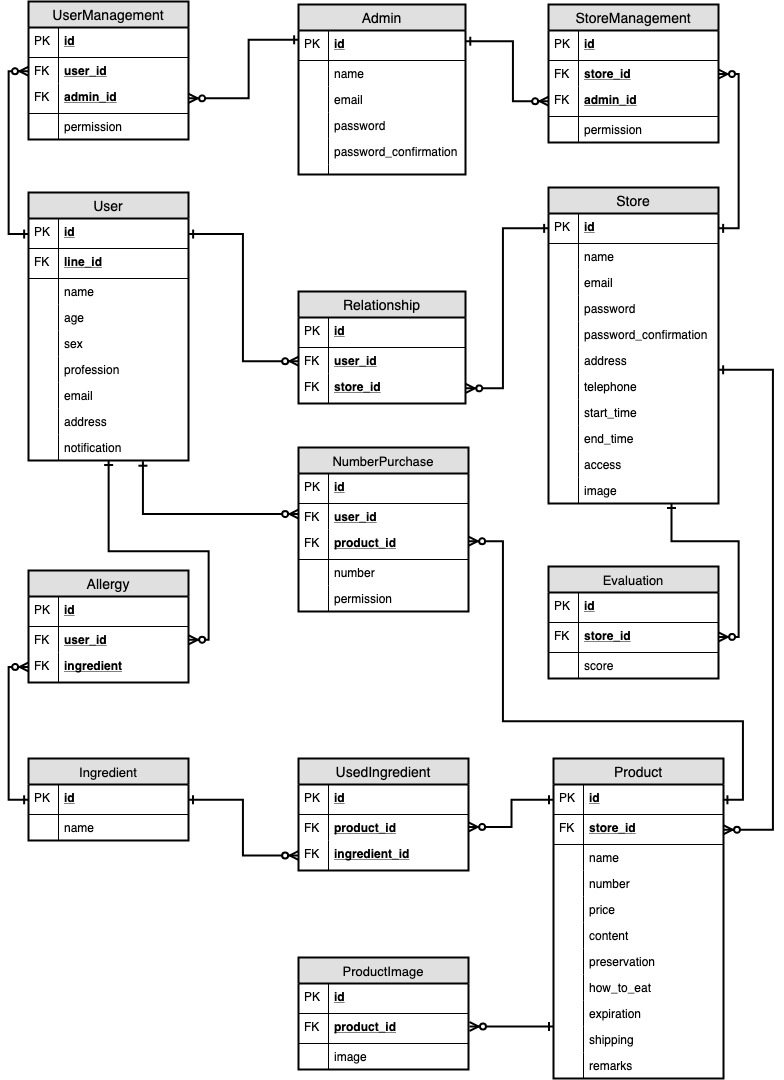 UserManagement
PK id
FK user_id
FK admin_id
permission
Admin
PK id
name
email
password
password_confirmation
StoreManagement
PK id
FK store_id
FK admin_id
permission
User
PK id
FK line_id
name
age
sex
profession
email
address
notification
Relationship
PK id
FK user_id
FK store_id
Store
PK id
name
email
password
password_confirmation
address
telephone
start_time
end_time
access
image
NumberPurchase
PK id
FK user_id
FK product_id
number
permission
Allergy
PK id
FK user_id
FK ingredient
Evaluation
PK id
FK store_id
score
Ingredient
PK id
name
UsedIngredient
PK id
FK product_id
FK ingredient_id
Product
PK id
FK store_id
name
number
price
content
preservation
how_to_eat
expiration
shipping
remarks
ProductImage
PK id
FK product_id
image